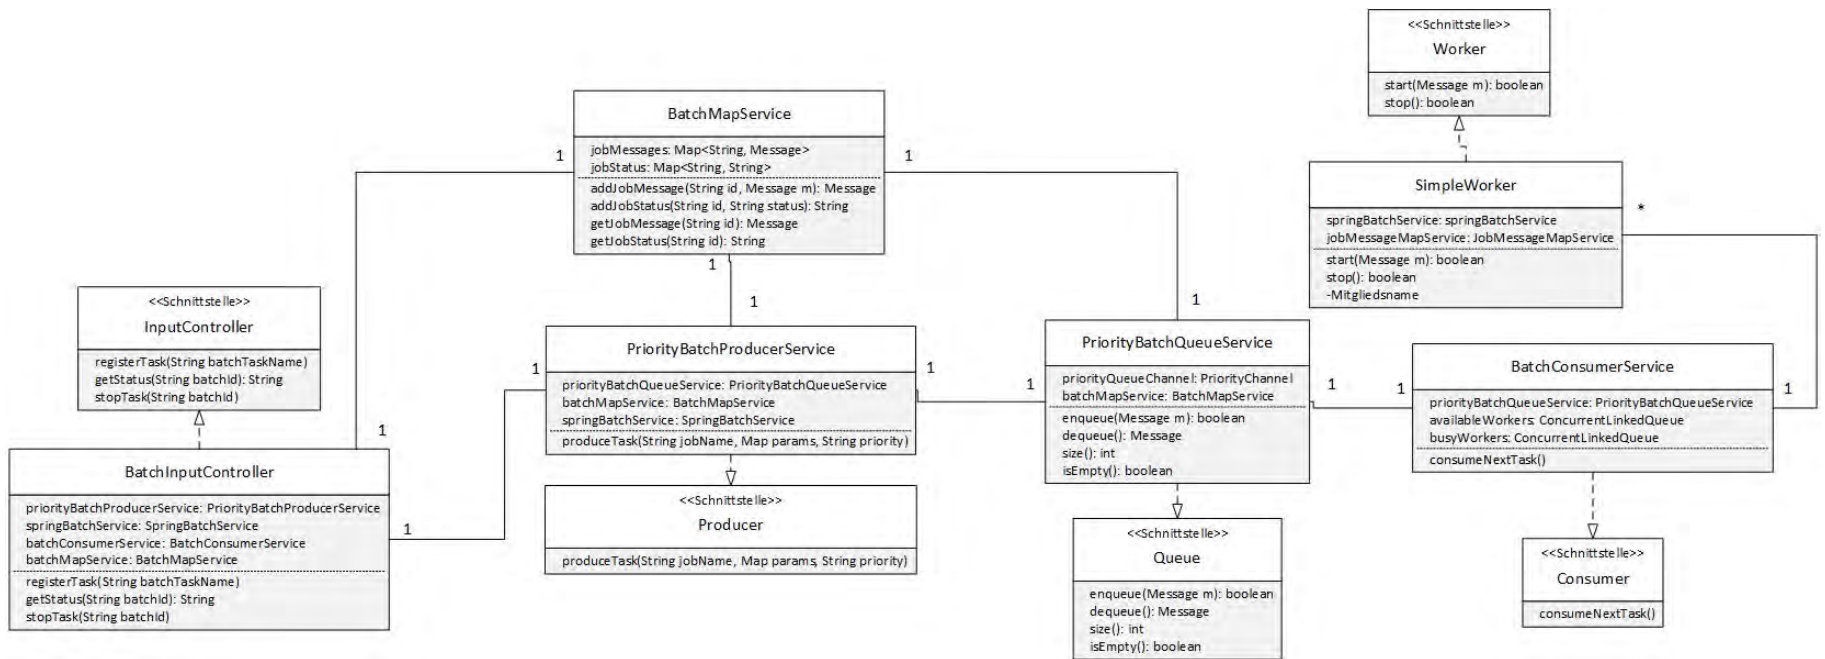 <<Schnittstelle>>
Worker
start(Message m): boolean
stop(): boolean
BatchMapService
jobMessages: Map<String, Message>
jobStatus: Map<String, String>
addJobMessage(String id, Message m): Message
addJobStatus(String id, String status): String
getJobMessage(String id): Message
getJobStatus(String id): String
1
1
1
SimpleWorker
springBatchService: springBatchService
jobMessageMapService: JobMessageMapService
start(Message m): boolean
stop(): boolean
-Mitgliedsname
*
<<Schnittstelle>>
InputController
registerTask(String batchTaskName)
getStatus(String batchId): String
stopTask(String batchId)
1
1
PriorityBatchProducerService
priorityBatchQueueService: PriorityBatchQueueService
batchMapService: BatchMapService
springBatchService: SpringBatchService
produceTask(String jobName, Map params, String priority)
1
1
1
PriorityBatchQueueService
priorityQueueChannel: PriorityChannel
batchMapService: BatchMapService
enqueue(Message m): boolean
dequeue(): Message
size(): int
isEmpty(): boolean
1
1
BatchConsumerService
priorityBatchQueueService: PriorityBatchQueueService
availableWorkers: ConcurrentLinkedQueue
busyWorkers: ConcurrentLinkedQueue
consumeNextTask()
1
1
BatchInputController
priorityBatchProducerService: PriorityBatchProducerService
springBatchService: SpringBatchService
batchConsumerService: BatchConsumerService
batchMapService: BatchMapService
registerTask(String batchTaskName)
getStatus(String batchId): String
stopTask(String batchId)
1
<<Schnittstelle>>
Producer
produceTask(String jobName, Map params, String priority)
<<Schnittstelle>>
Queue
enqueue(Message m): boolean
dequeue(): Message
size(): int
isEmpty(): boolean
<<Schnittstelle>>
Consumer
consumeNextTask()